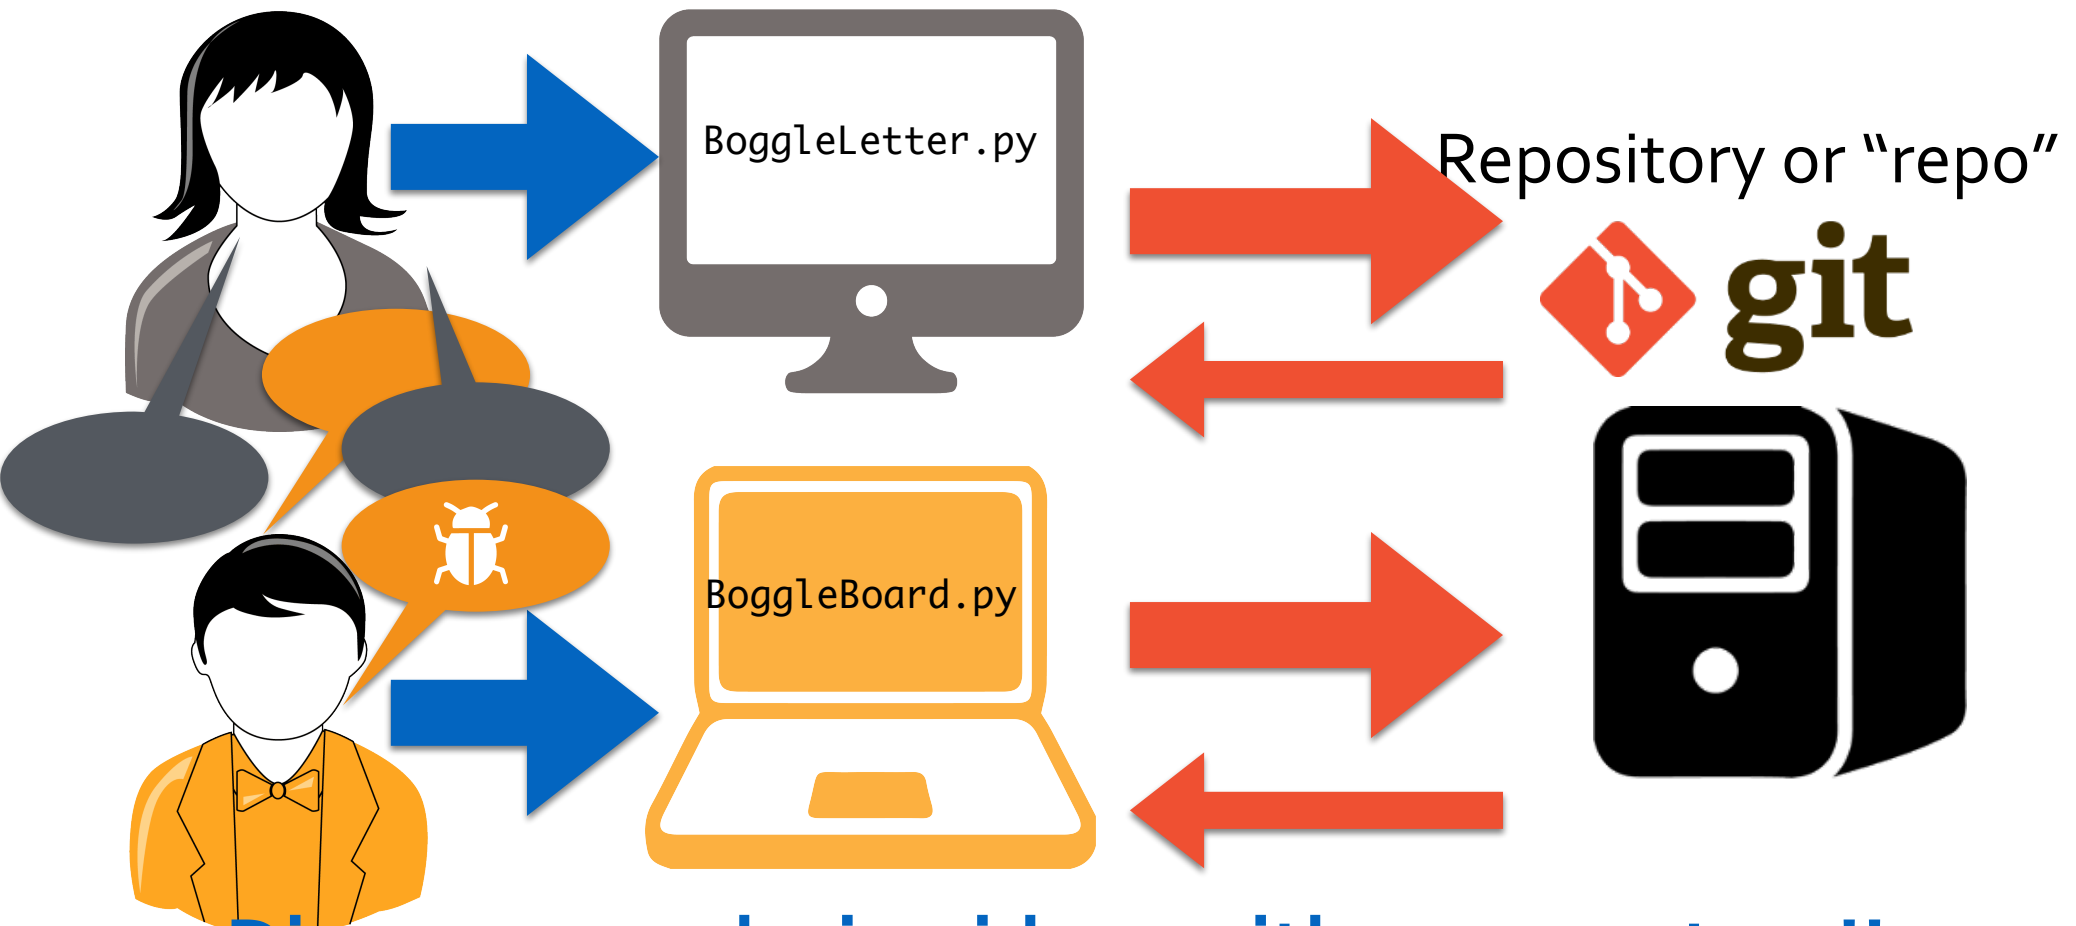 BoggleLetter.py
Repository or “repo”
git
BoggleBoard.py